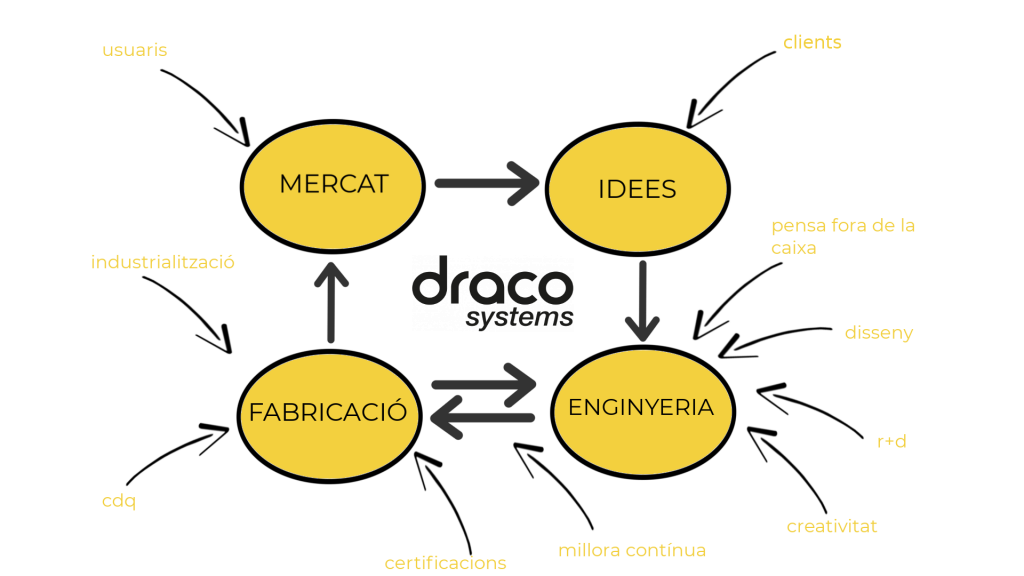 usuaris
clients
MERCAT
IDEES
pensa fora de la
caixa
industrialització
draco
systems
disseny
FABRICACIÓ
ENGINYERIA
r+d
cdq
creativitat
millora contínua
certificacions